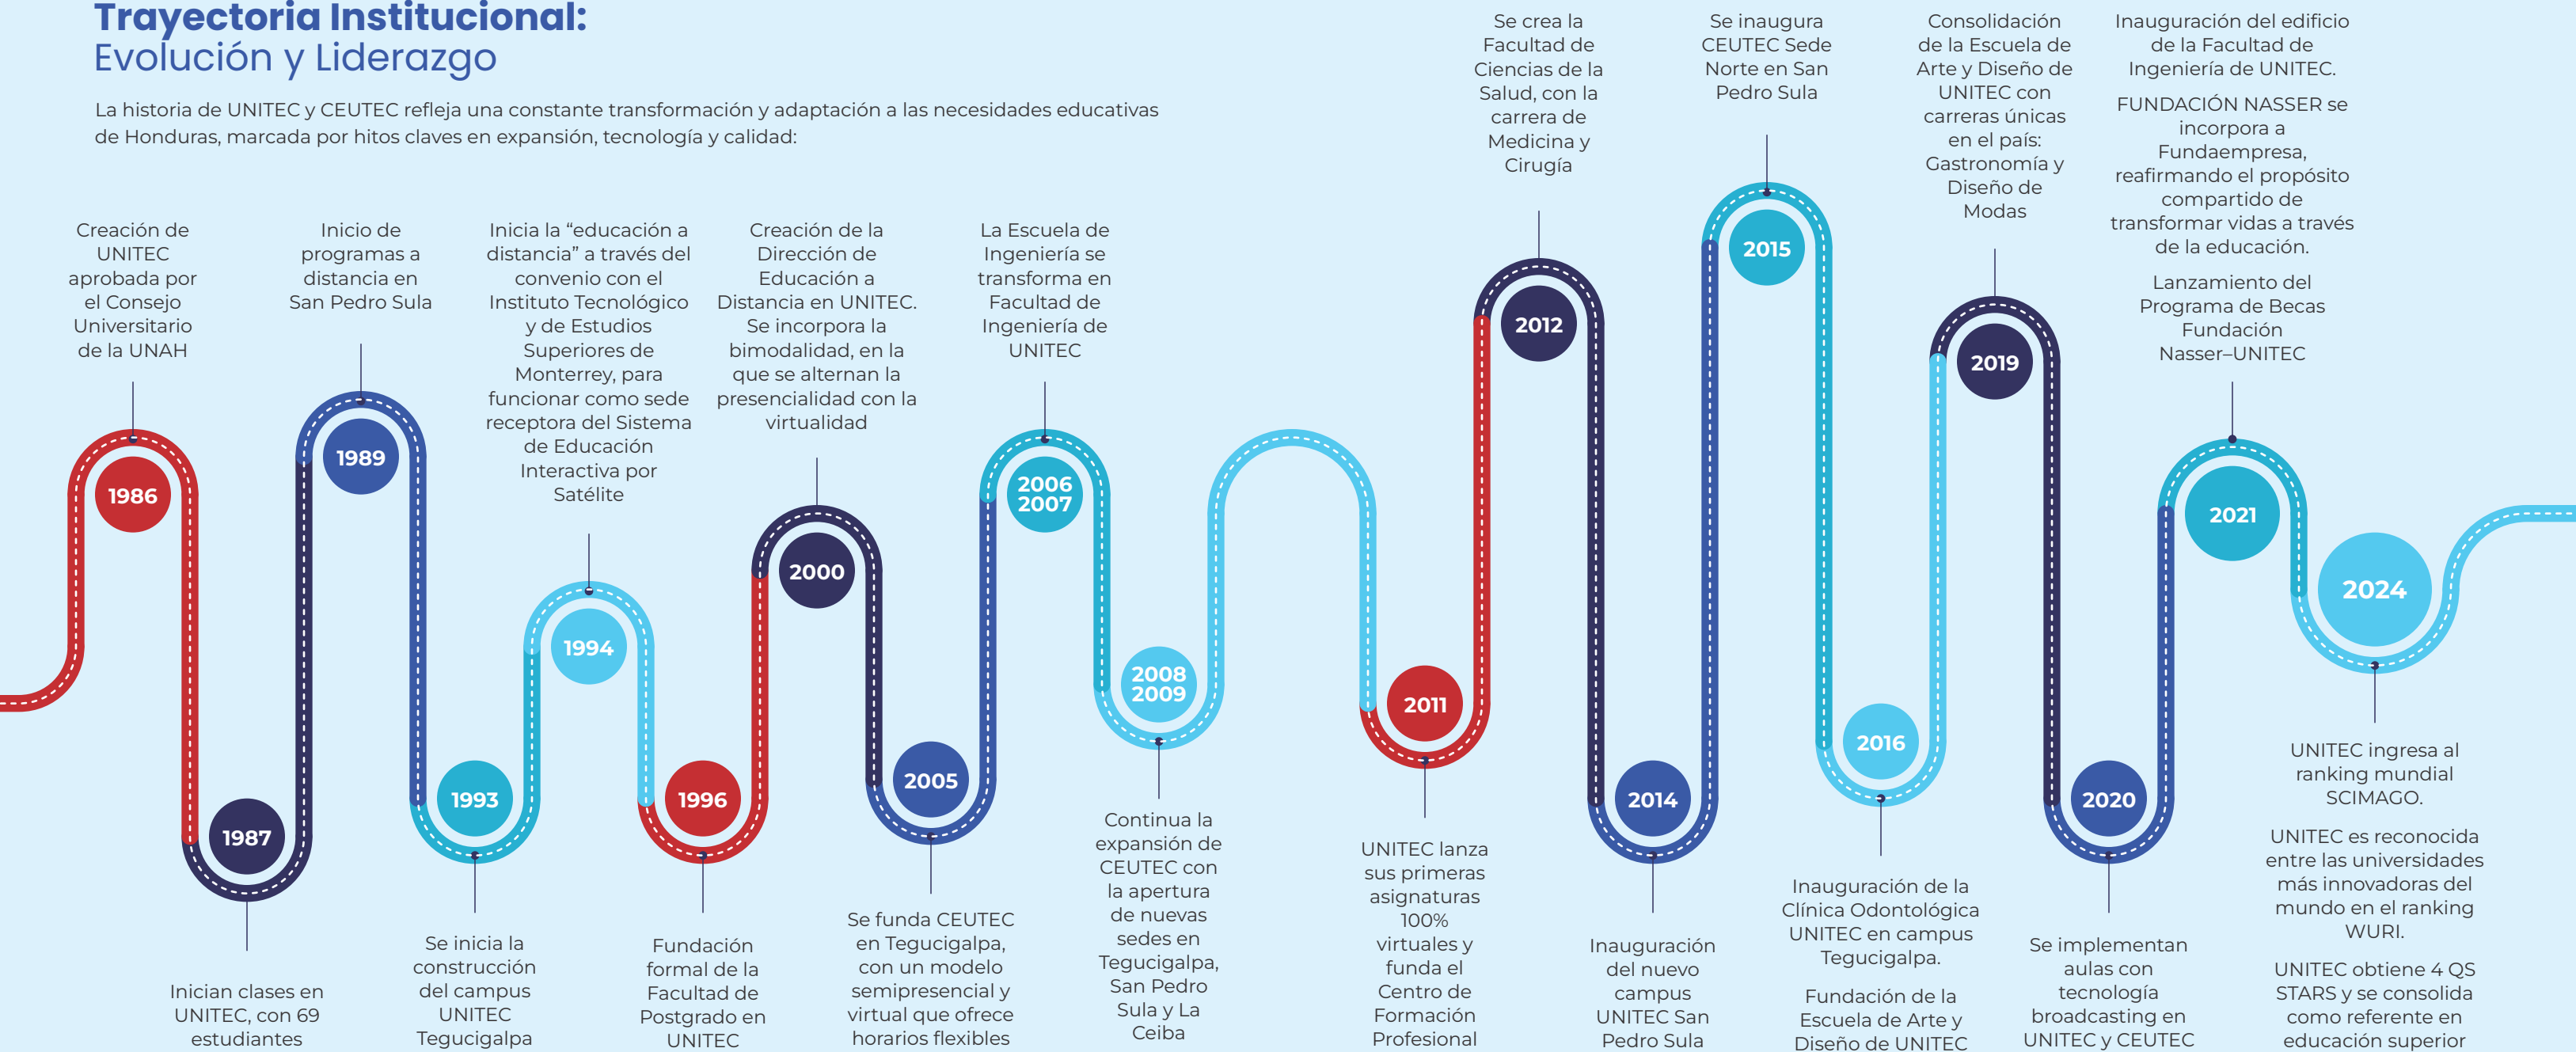 Trayectoria Institucional:
Evolución y Liderazgo
La historia de UNITEC y CEUTEC refleja una constante transformación y adaptación a las necesidades educativas
de Honduras, marcada por hitos claves en expansión, tecnología y calidad:
Creación de
UNITEC
aprobada por
el Consejo
Universitario
de la UNAH
1986
1987
Inician clases en
UNITEC, con 69
estudiantes
Inicio de
programas a
distancia en
San Pedro Sula
1989
1993
Se inicia la
construcción
del campus
UNITEC
Tegucigalpa
Inicia la “educación a
distancia” a través del
convenio con el
Instituto Tecnológico
y de Estudios
Superiores de
Monterrey, para
funcionar como sede
receptora del Sistema
de Educación
Interactiva por
Satélite
1994
1996
Fundación
formal de la
Facultad de
Postgrado en
UNITEC
Creación de la
Dirección de
Educación a
Distancia en UNITEC.
Se incorpora la
bimodalidad, en la
que se alternan la
presencialidad con la
virtualidad
2000
2005
Se funda CEUTEC
en Tegucigalpa,
con un modelo
semipresencial y
virtual que ofrece
horarios flexibles
La Escuela de
Ingeniería se
transforma en
Facultad de
Ingeniería de
UNITEC
2006
2007
2008
2009
Continua la
expansión de
CEUTEC con
la apertura
de nuevas
sedes en
Tegucigalpa,
San Pedro
Sula y La
Ceiba
2011
UNITEC lanza
sus primeras
asignaturas
100%
virtuales y
funda el
Centro de
Formación
Profesional
Se crea la
Facultad de
Ciencias de la
Salud, con la
carrera de
Medicina y
Cirugía
2012
2014
Inauguración
del nuevo
campus
UNITEC San
Pedro Sula
Se inaugura
CEUTEC Sede
Norte en San
Pedro Sula
2015
2016
Inauguración de la
Clínica Odontológica
UNITEC en campus
Tegucigalpa.
Fundación de la
Escuela de Arte y
Diseño de UNITEC
Consolidación
de la Escuela de
Arte y Diseño de
UNITEC con
carreras únicas
en el país:
Gastronomía y
Diseño de
Modas
2019
2020
Se implementan
aulas con
tecnología
broadcasting en
UNITEC y CEUTEC
Inauguración del edificio
de la Facultad de
Ingeniería de UNITEC.
FUNDACIÓN NASSER se
incorpora a
Fundaempresa,
reafirmando el propósito
compartido de
transformar vidas a través
de la educación.
Lanzamiento del
Programa de Becas
Fundación
Nasser–UNITEC
2021
2024
UNITEC ingresa al
ranking mundial
SCIMAGO.
UNITEC es reconocida
entre las universidades
más innovadoras del
mundo en el ranking
WURI.
UNITEC obtiene 4 QS
STARS y se consolida
como referente en
educación superior